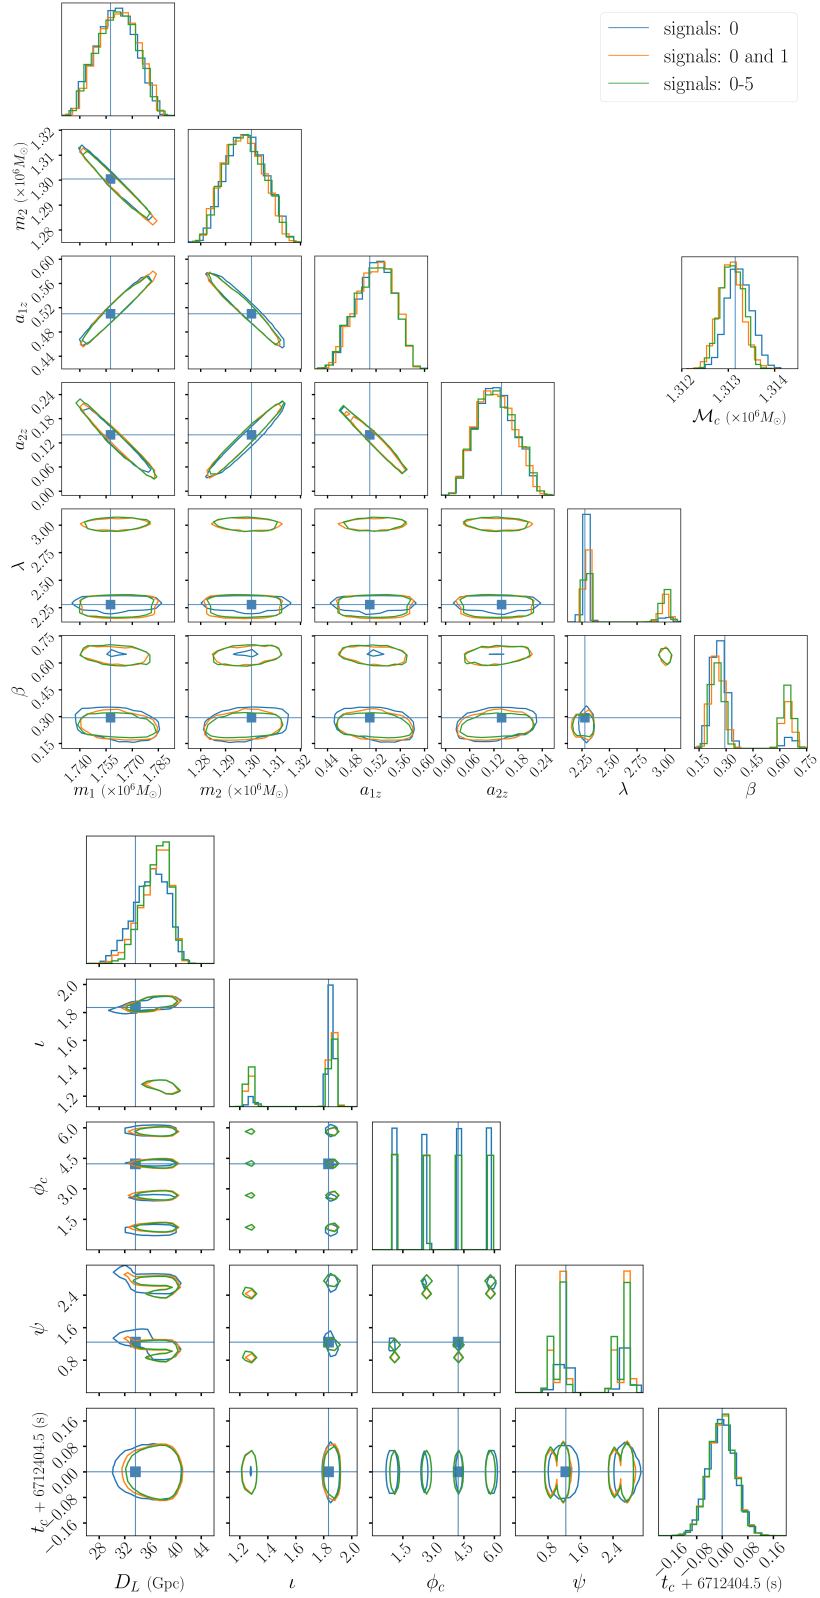 signals: 0
signals: 0 and 1
signals: 0-5
m₂ (×10⁶M☉)
1.32
1.31
1.30
1.29
1.28
a₁z
0.60
0.56
0.52
0.48
0.44
1.312
1.313
1.314
ℳc (×10⁶M☉)
a₂z
0.24
0.18
0.12
0.06
0.00
λ
3.00
2.75
2.50
2.25
β
0.75
0.60
0.45
0.30
0.15
1.740 1.755 1.770 1.785
1.28 1.29 1.30 1.31 1.32
0.44 0.48 0.52 0.56 0.60
0.00 0.06 0.12 0.18 0.24
2.25 2.50 2.75 3.00
0.15 0.30 0.45 0.60 0.75
m₁ (×10⁶M☉) m₂ (×10⁶M☉) a₁z a₂z λ β
ι
2.0
1.8
1.6
1.4
1.2
ϕc
6.0
4.5
3.0
1.5
ψ
2.4
1.6
0.8
tc + 6712404.5 (s)
0.16
0.08
0.00
−0.08
−0.16
28 32 36 40 44
1.2 1.4 1.6 1.8 2.0
1.5 3.0 4.5 6.0
0.8 1.6 2.4
−0.16 −0.08 0.00 0.08 0.16
DL (Gpc) ι ϕc ψ tc + 6712404.5 (s)